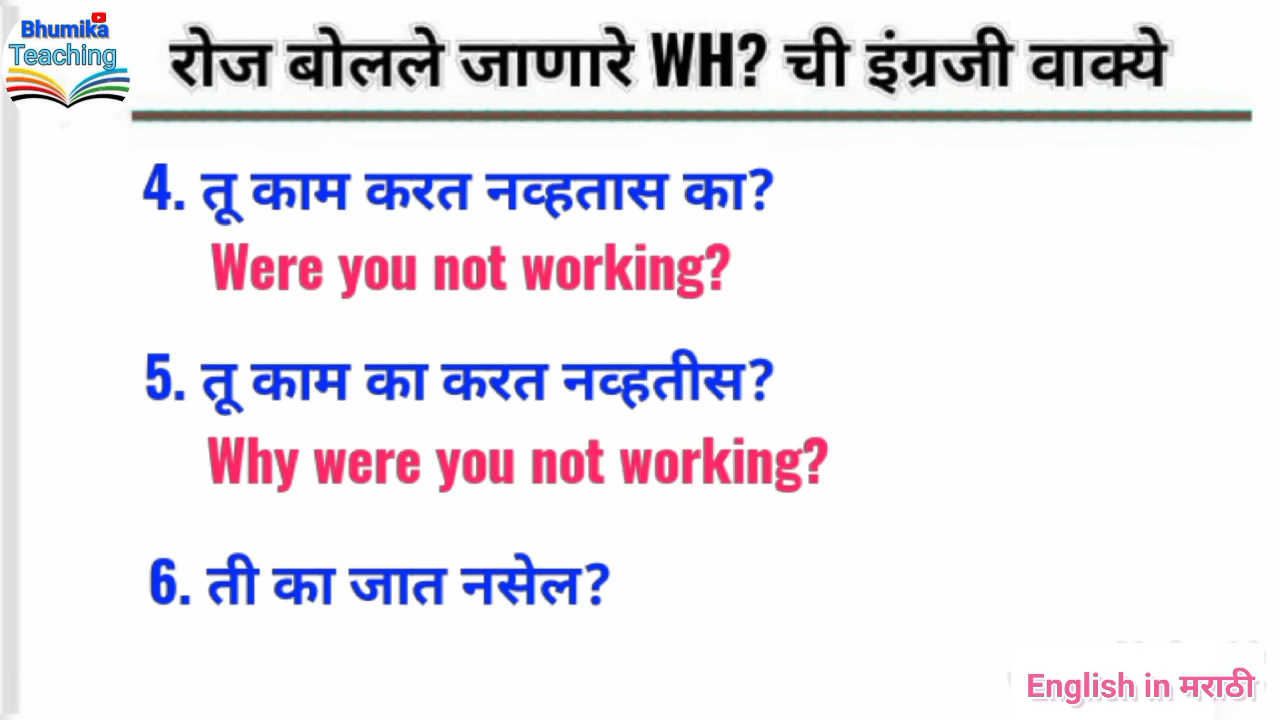 Bhumika
Teaching
रोज बोलले जाणारे WH? ची इंग्रजी वाक्ये
4. तू काम करत नव्हतास का?
Were you not working?
5. तू काम का करत नव्हतीस?
Why were you not working?
6. ती का जात नसेल?
English in मराठी